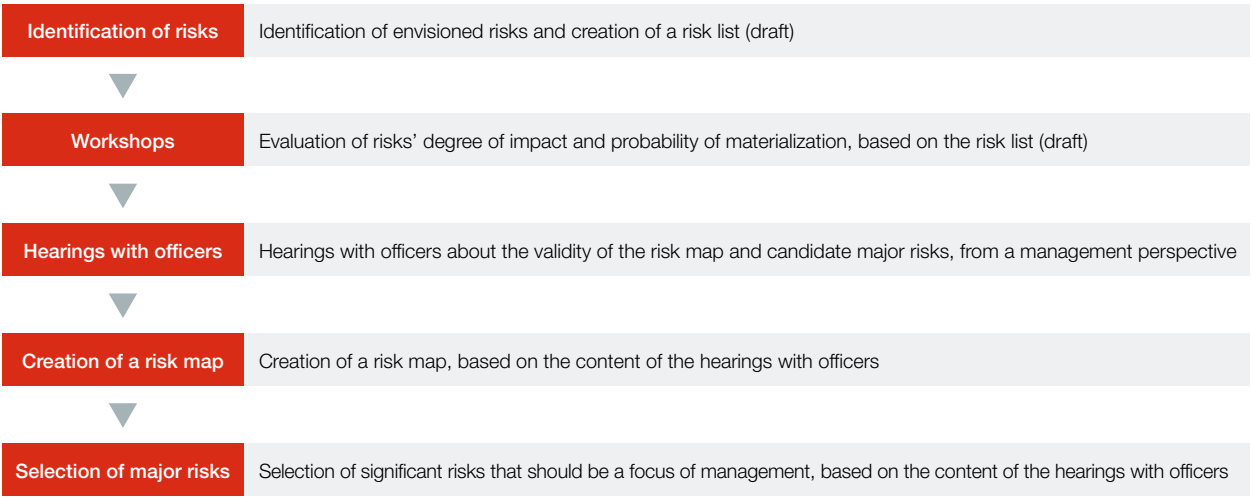 Identification of risks
Identification of envisioned risks and creation of a risk list (draft)
Workshops
Evaluation of risks’ degree of impact and probability of materialization, based on the risk list (draft)
Hearings with officers
Hearings with officers about the validity of the risk map and candidate major risks, from a management perspective
Creation of a risk map
Creation of a risk map, based on the content of the hearings with officers
Selection of major risks
Selection of significant risks that should be a focus of management, based on the content of the hearings with officers